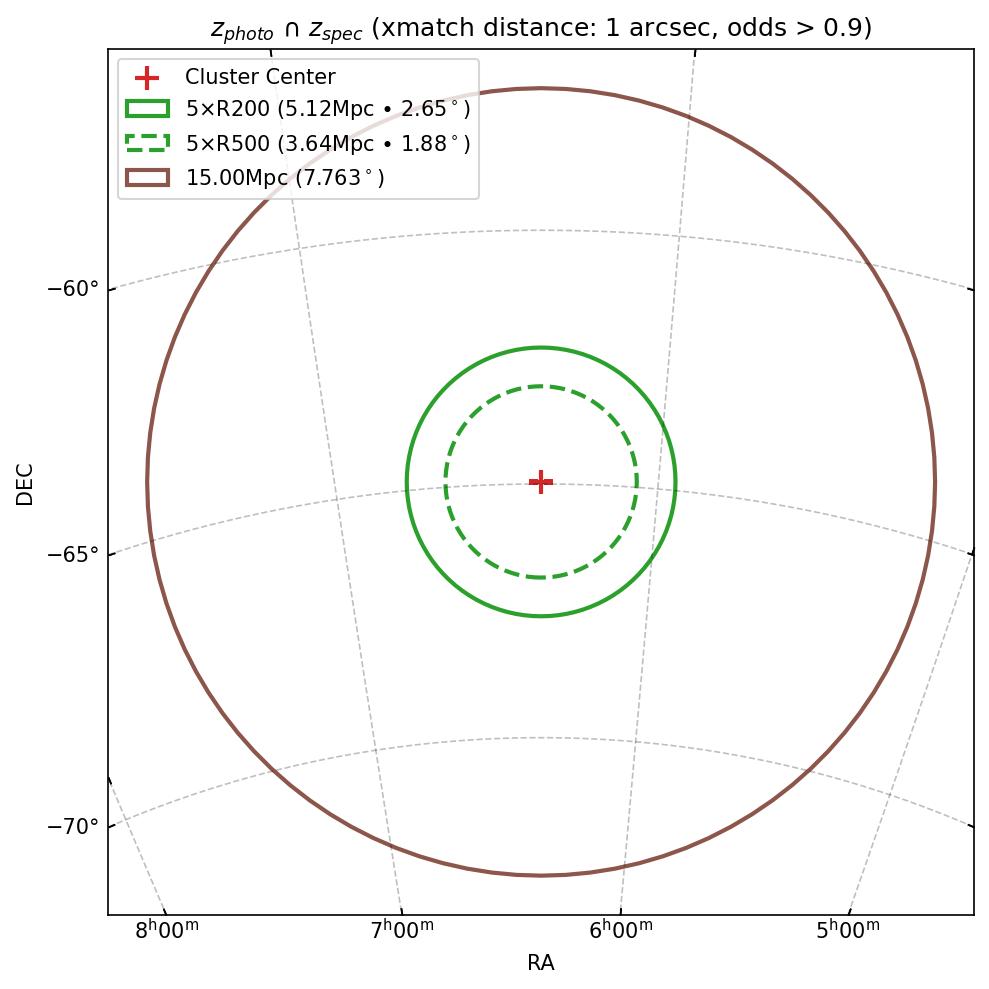 z_photo ∩ z_spec (xmatch distance: 1 arcsec, odds > 0.9)
Cluster Center
5×R200 (5.12Mpc • 2.65°)
5×R500 (3.64Mpc • 1.88°)
15.00Mpc (7.763°)
DEC
−60°
−65°
−70°
8ʰ00ᵐ 7ʰ00ᵐ 6ʰ00ᵐ 5ʰ00ᵐ
RA